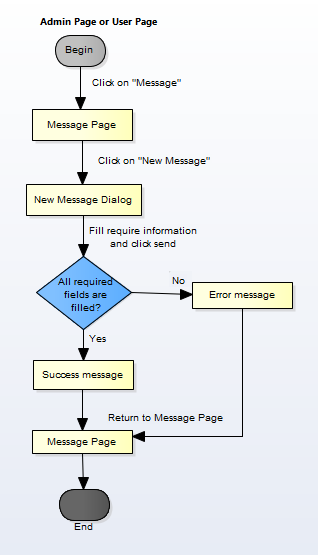 Admin Page or User Page
Begin
Click on "Message"
Message Page
Click on "New Message"
New Message Dialog
Fill require information
and click send
All required
fields are
filled?
No
Error message
Yes
Success message
Return to Message Page
Message Page
End